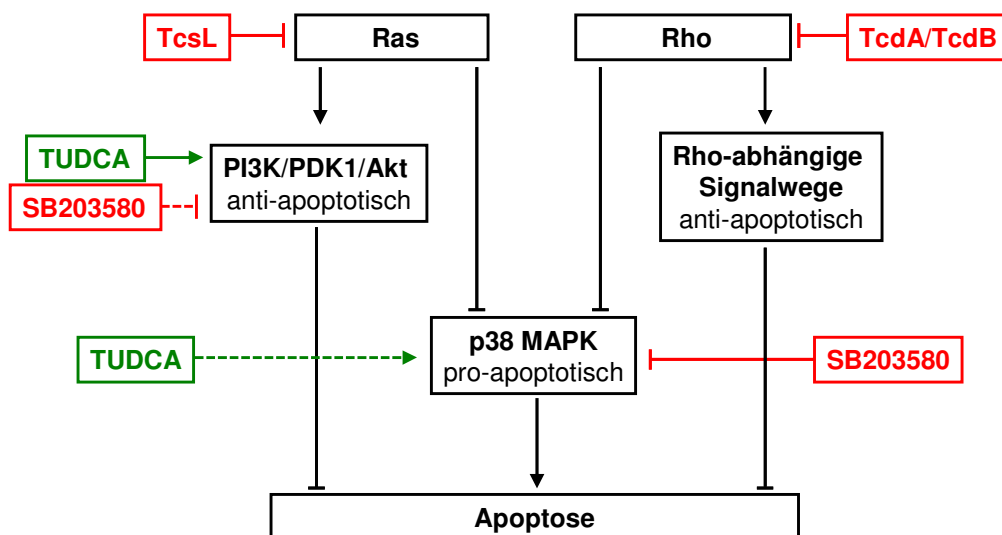 TcsL
Ras
Rho
TcdA/TcdB
TUDCA
SB203580
PI3K/PDK1/Akt
anti-apoptotisch
Rho-abhängige
Signalwege
anti-apoptotisch
TUDCA
p38 MAPK
pro-apoptotisch
SB203580
Apoptose